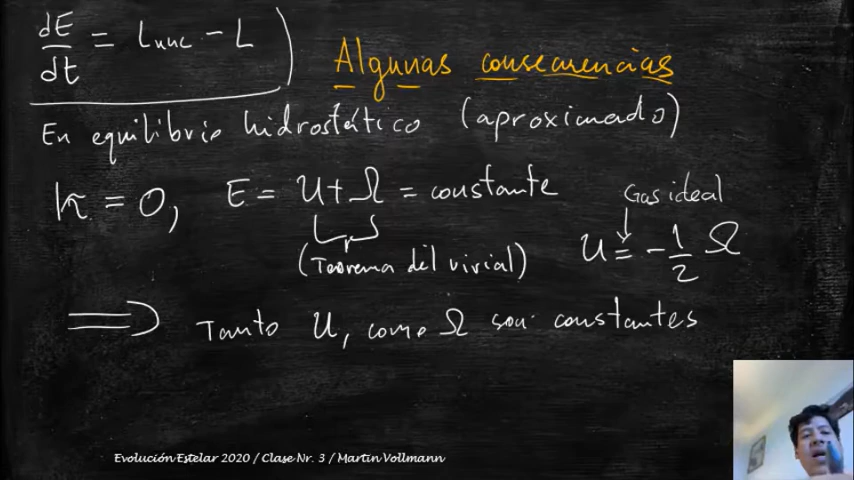 dE/dt = Lnuc - L
Algunas consecuencias
En equilibrio hidrostático (aproximado)
K = 0, E = U + Ω = constante
Gas ideal
(Teorema del virial)
U = -1/2 Ω
⟹ Tanto U, como Ω son constantes
Evolución Estelar 2020 / Clase Nr. 3 / Martin Vollmann